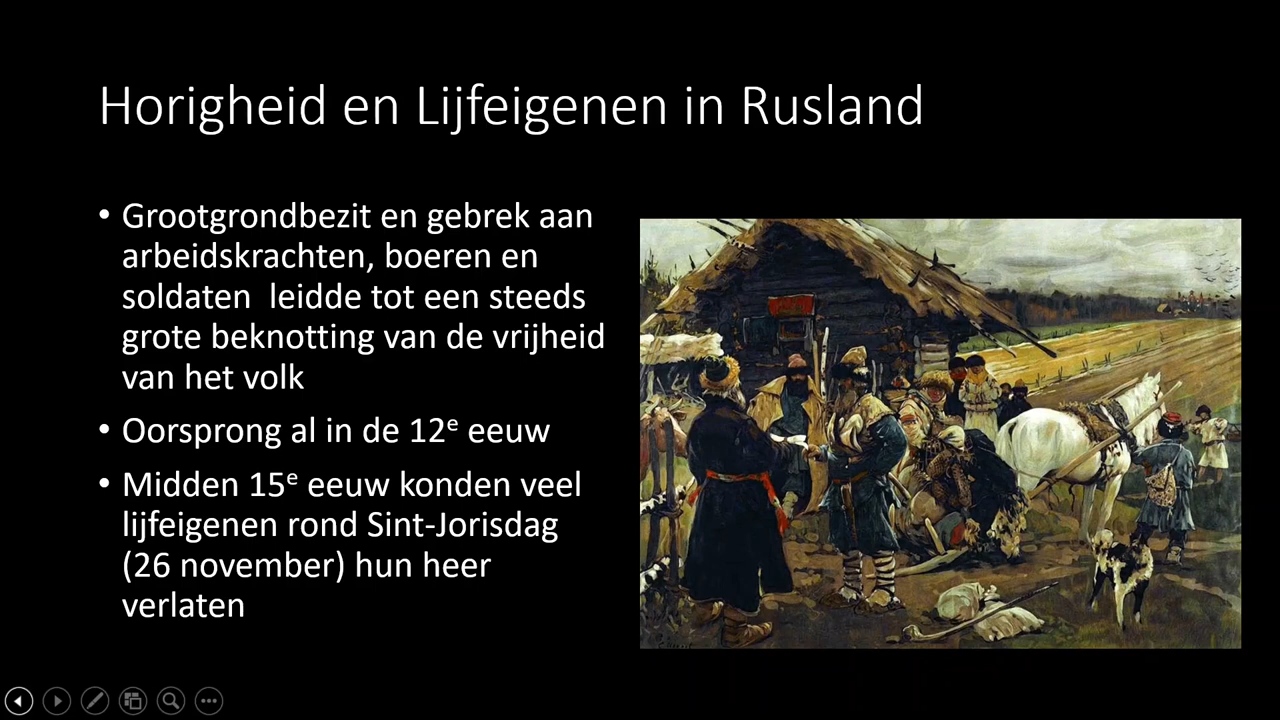 Horigheid en Lijfeigenen in Rusland
• Grootgrondbezit en gebrek aan
arbeidskrachten, boeren en
soldaten  leidde tot een steeds
grote beknotting van de vrijheid
van het volk
• Oorsprong al in de 12e eeuw
• Midden 15e eeuw konden veel
lijfeigenen rond Sint-Jorisdag
(26 november) hun heer
verlaten